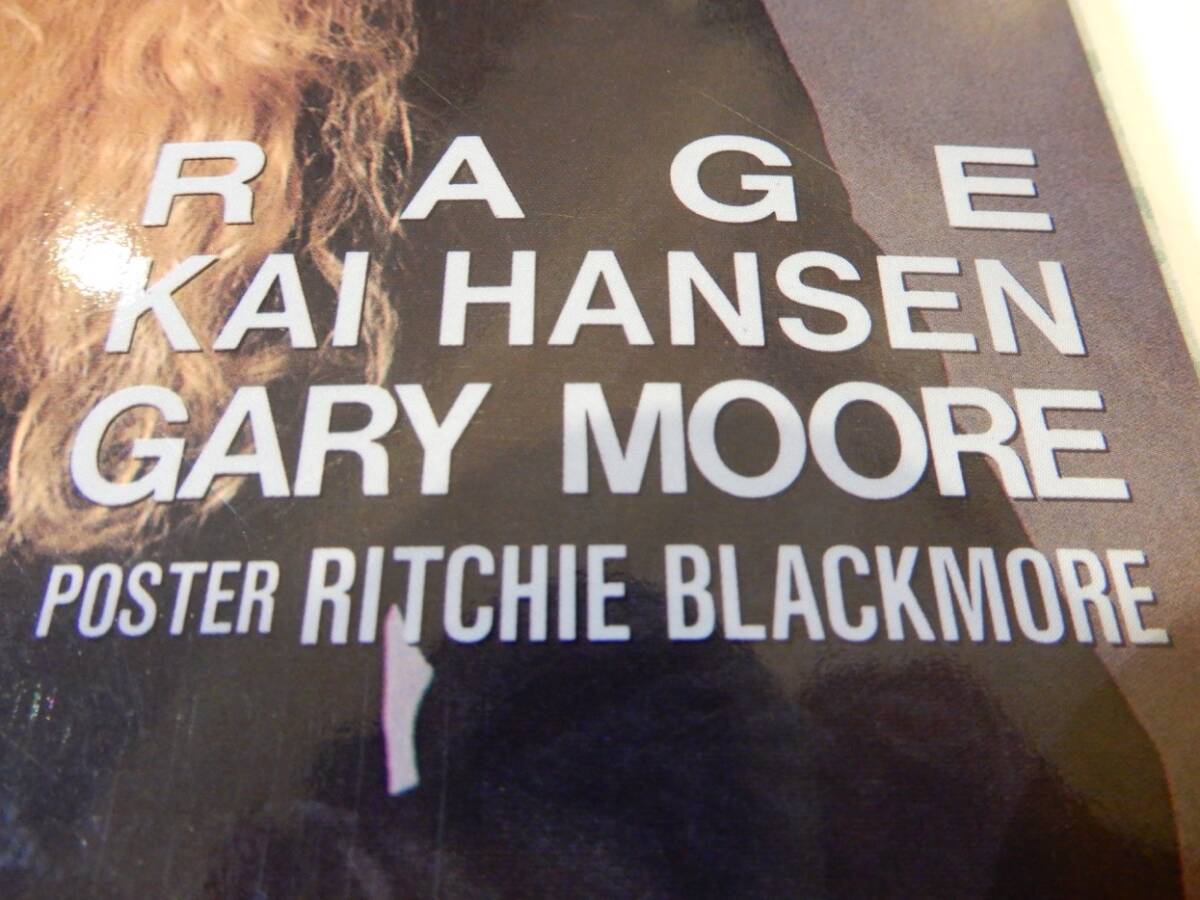 RAGE
KAI HANSEN
GARY MOORE
POSTER RITCHIE BLACKMORE